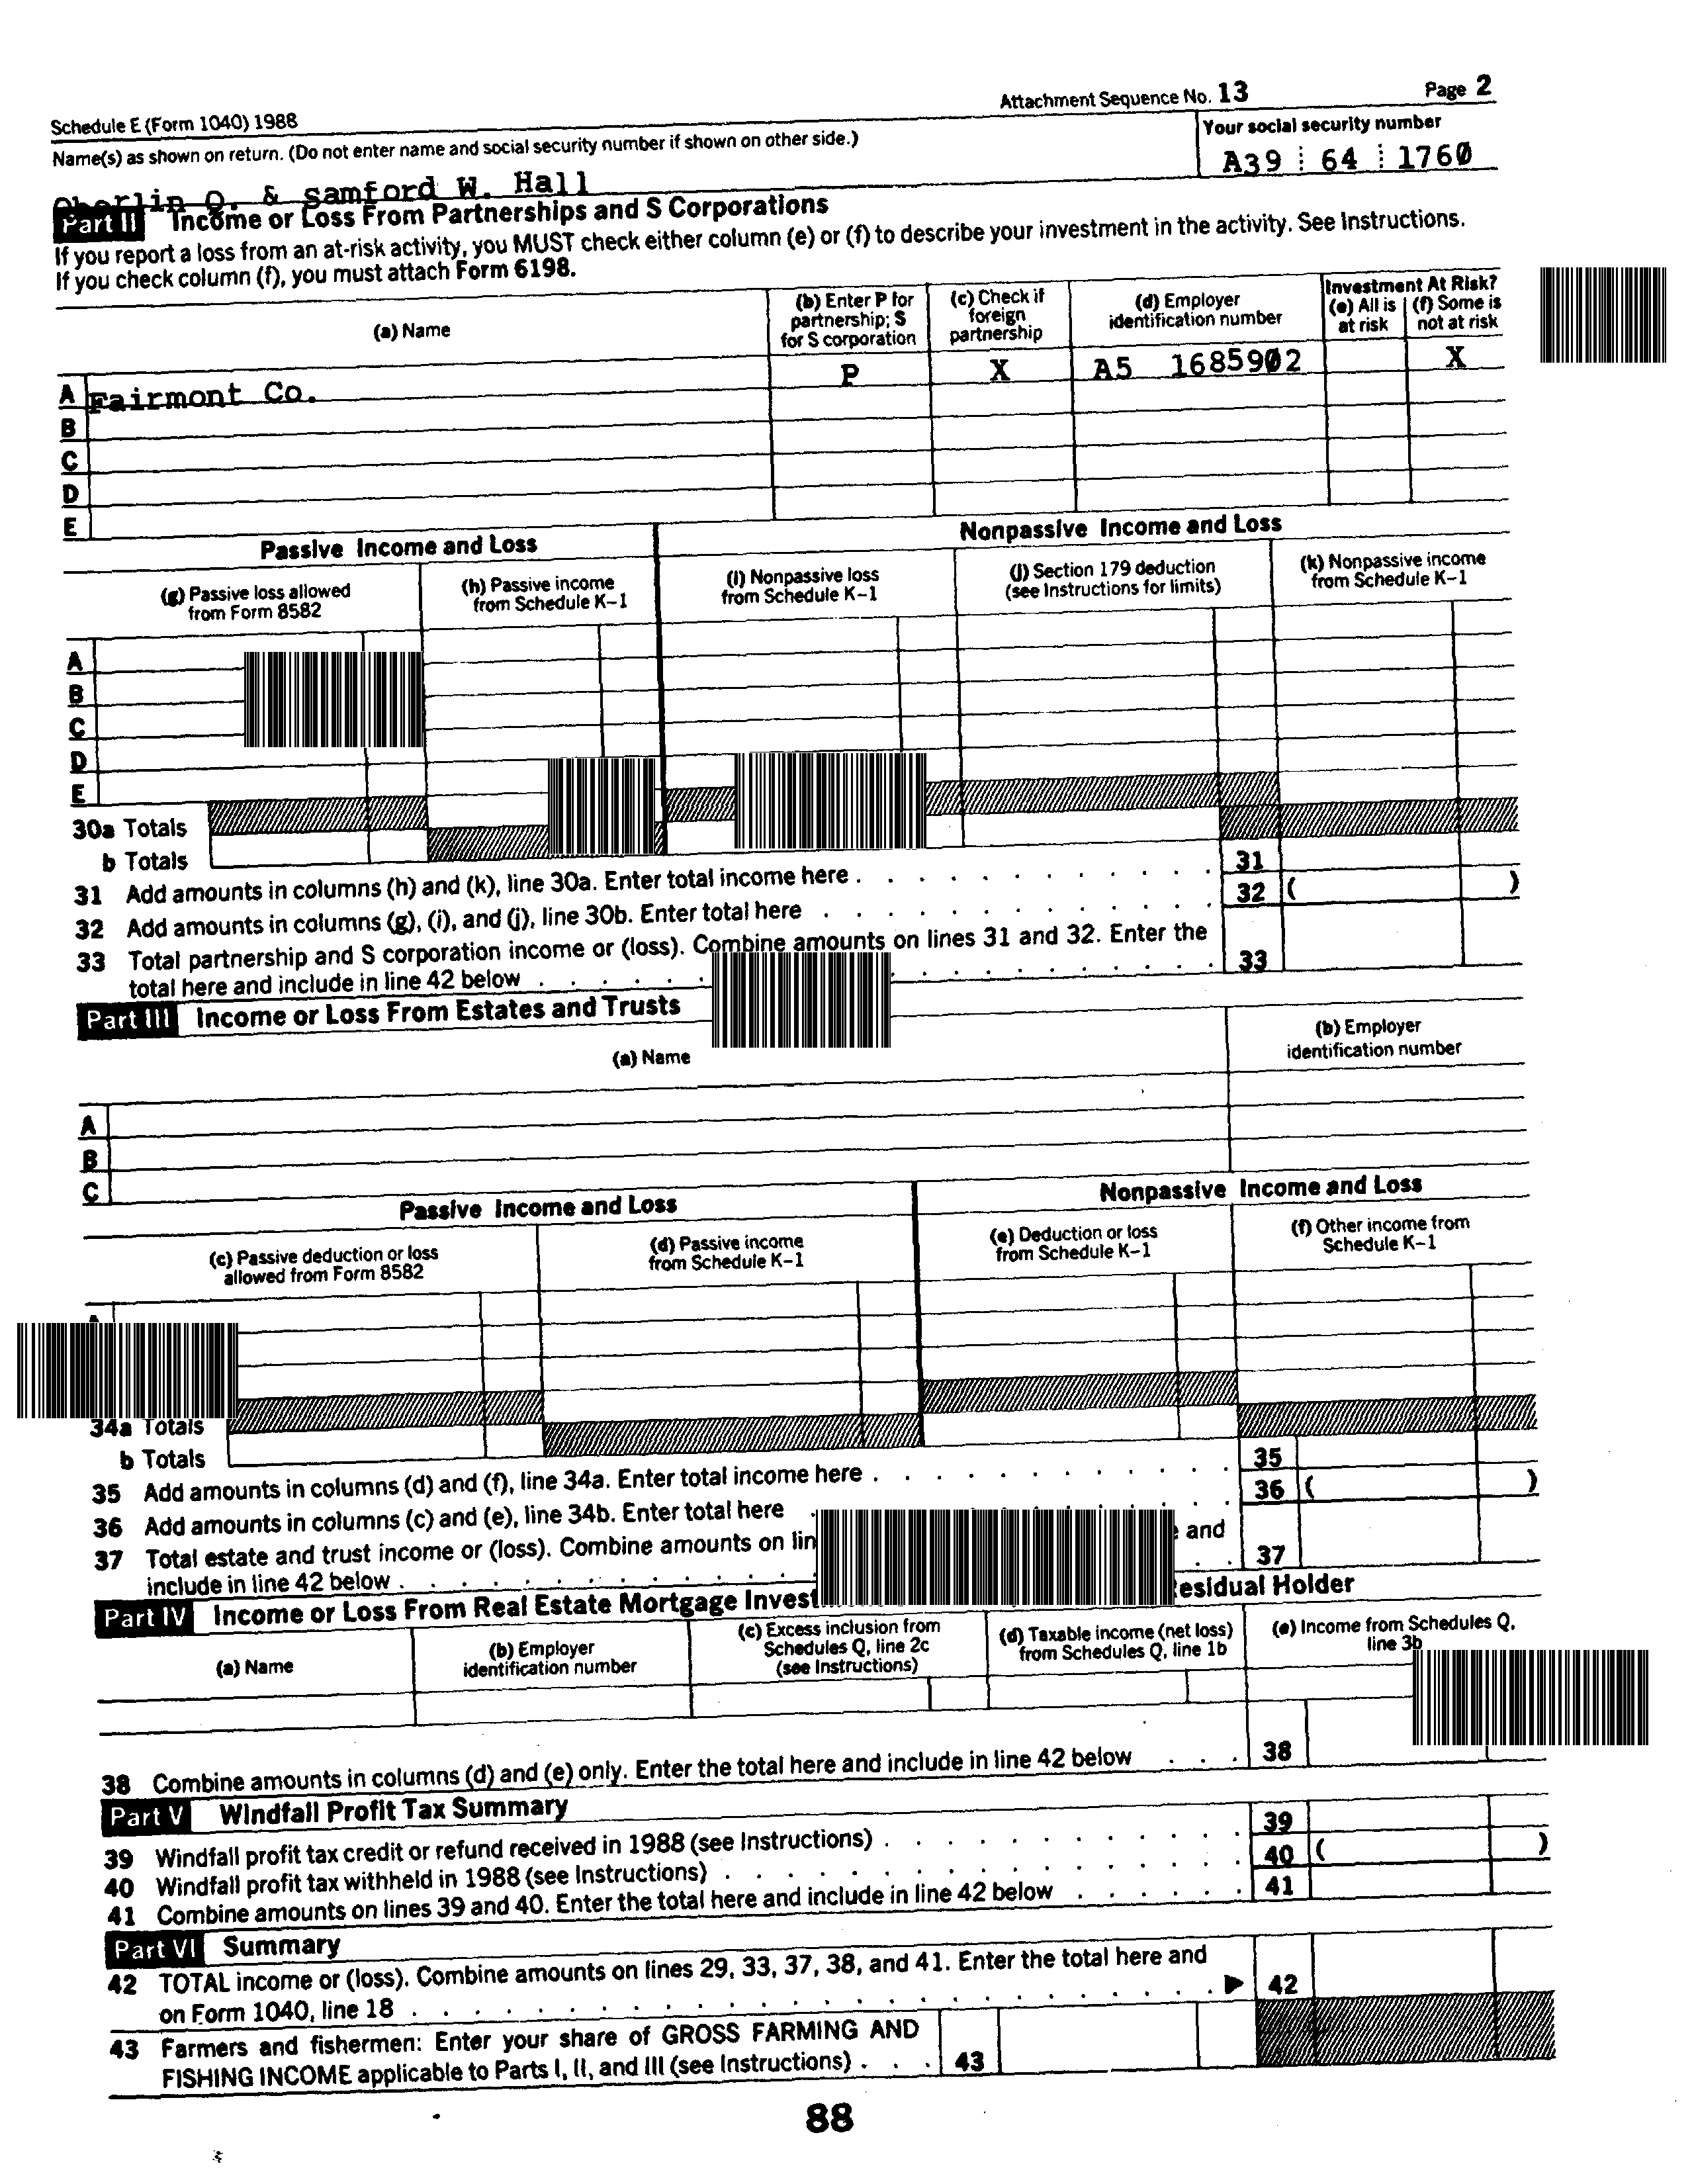 Schedule E (Form 1040) 1988
Attachment Sequence No. 13
Page 2
Name(s) as shown on return. (Do not enter name and social security number if shown on other side.)
Your social security number
Oberlin Q. & Samford W. Hall
A39 64 1760
Part II Income or Loss From Partnerships and S Corporations
If you report a loss from an at-risk activity, you MUST check either column (e) or (f) to describe your investment in the activity. See Instructions.
If you check column (f), you must attach Form 6198.
(a) Name
(b) Enter P for partnership; S for S corporation
(c) Check if foreign partnership
(d) Employer identification number
Investment At Risk?
(e) All is at risk
(f) Some is not at risk
A Fairmont Co. P X A5 1685902 X
B
C
D
E
Passive Income and Loss
Nonpassive Income and Loss
(g) Passive loss allowed from Form 8582
(h) Passive income from Schedule K-1
(i) Nonpassive loss from Schedule K-1
(j) Section 179 deduction (see Instructions for limits)
(k) Nonpassive income from Schedule K-1
A
B
C
D
E
30a Totals
b Totals
31 Add amounts in columns (h) and (k), line 30a. Enter total income here . . . . . . . . . . . 31
32 Add amounts in columns (g), (i), and (j), line 30b. Enter total here . . . . . . . . . . . . 32 ( )
33 Total partnership and S corporation income or (loss). Combine amounts on lines 31 and 32. Enter the
total here and include in line 42 below . . . . . . . . . . . . . . . . . 33
Part III Income or Loss From Estates and Trusts
(a) Name
(b) Employer identification number
A
B
C
Passive Income and Loss
Nonpassive Income and Loss
(c) Passive deduction or loss allowed from Form 8582
(d) Passive income from Schedule K-1
(e) Deduction or loss from Schedule K-1
(f) Other income from Schedule K-1
34a Totals
b Totals
35 Add amounts in columns (d) and (f), line 34a. Enter total income here . . . . . . . . . . . 35
36 Add amounts in columns (c) and (e), line 34b. Enter total here . . . 36 ( )
37 Total estate and trust income or (loss). Combine amounts on and
include in line 42 below . . . . . . . . . . . . 37
Part IV Income or Loss From Real Estate Mortgage Holder
(a) Name
(b) Employer identification number
(c) Excess inclusion from Schedules Q, line 2c (see Instructions)
(d) Taxable income (net loss) from Schedules Q, line 1b
(e) Income from Schedules Q, line 3b
38 Combine amounts in columns (d) and (e) only. Enter the total here and include in line 42 below . . . 38
Part V Windfall Profit Tax Summary
39 Windfall profit tax credit or refund received in 1988 (see Instructions) . . . . . . . . . . . . 39
40 Windfall profit tax withheld in 1988 (see Instructions) . . . . . . . . . . . . . . . . . 40 ( )
41 Combine amounts on lines 39 and 40. Enter the total here and include in line 42 below . . . . . . 41
Part VI Summary
42 TOTAL income or (loss). Combine amounts on lines 29, 33, 37, 38, and 41. Enter the total here and
on Form 1040, line 18 . . . . . . . . . . . . . . . . . . . . . . . . . . ▶ 42
43 Farmers and fishermen: Enter your share of GROSS FARMING AND
FISHING INCOME applicable to Parts I, II, and III (see Instructions) . . . 43
88